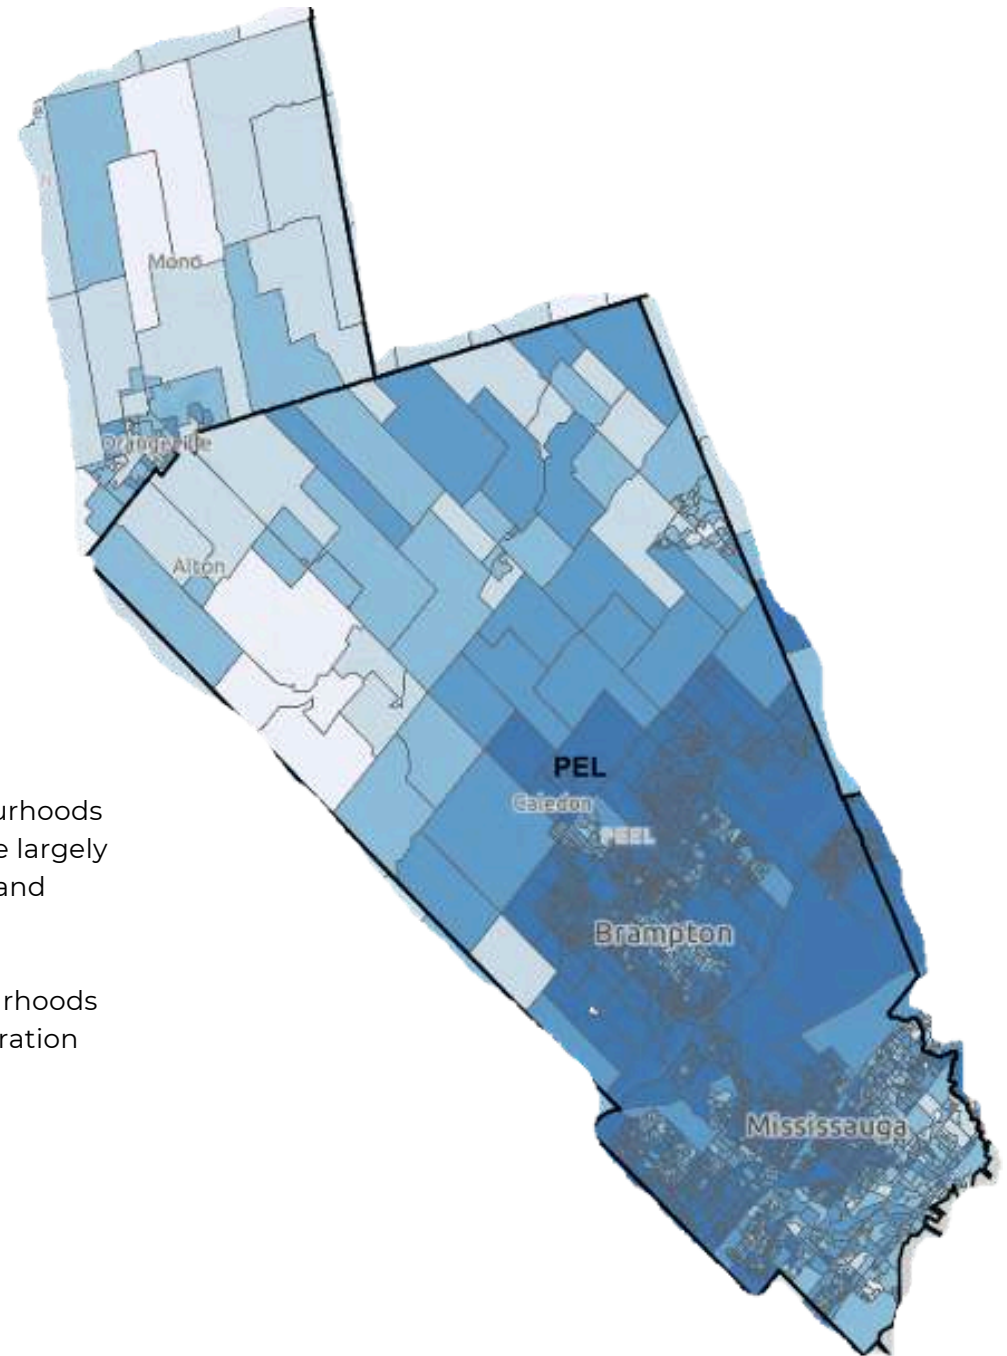 Mono
Orangeville
Alton
PEL
Caledon
PEEL
urhoods
e largely
and
Brampton
rhoods
ration
Mississauga